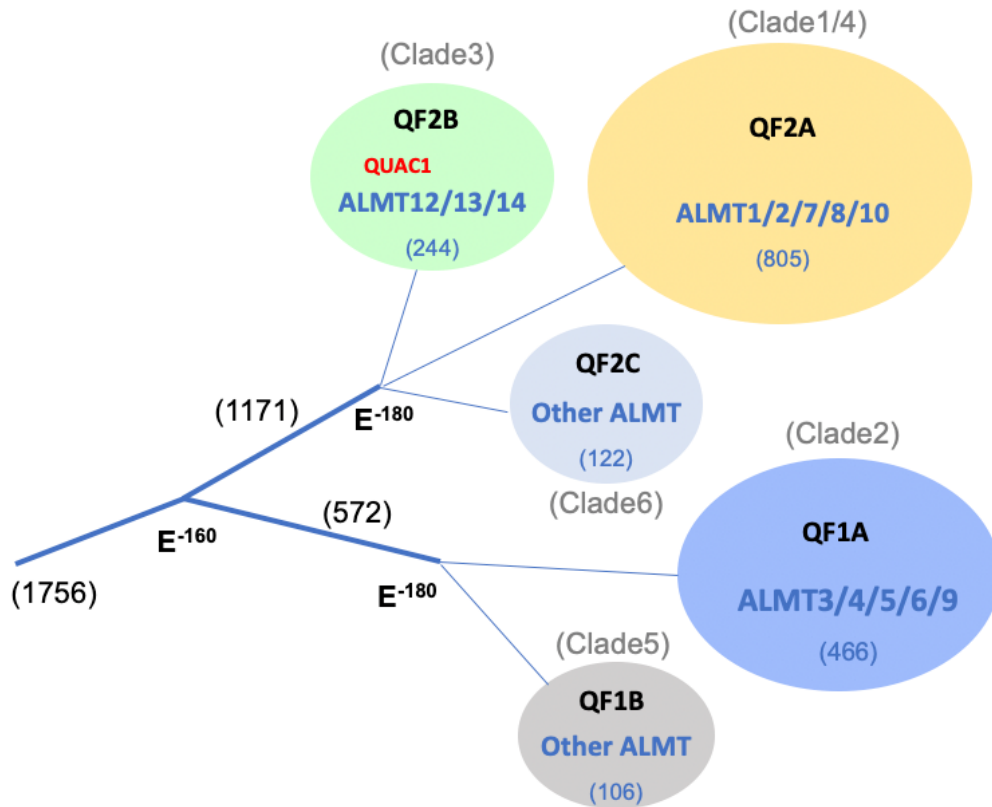 (Clade1/4)
(Clade3)
QF2B
QUAC1
ALMT12/13/14
(244)
QF2A
ALMT1/2/7/8/10
(805)
QF2C
Other ALMT
(122)
(Clade6)
(1171)
E-180
(Clade2)
QF1A
ALMT3/4/5/6/9
(466)
(572)
E-160
(1756)
E-180
(Clade5)
QF1B
Other ALMT
(106)